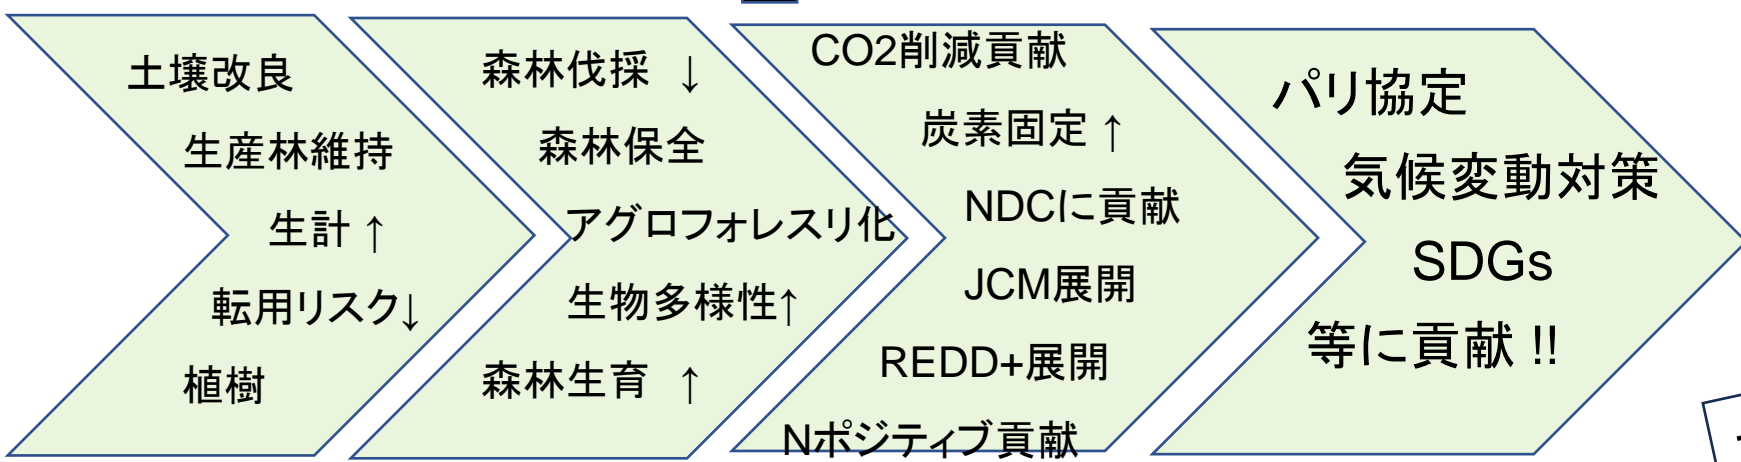 土壌改良
生産林維持
生計 ↑
転用リスク↓
植樹
森林伐採 ↓
森林保全
アグロフォレスリ化
生物多様性↑
森林生育 ↑
CO2削減貢献
炭素固定 ↑
NDCに貢献
JCM展開
REDD+展開
Nポジティブ貢献
パリ協定
気候変動対策
SDGs
等に貢献 !!